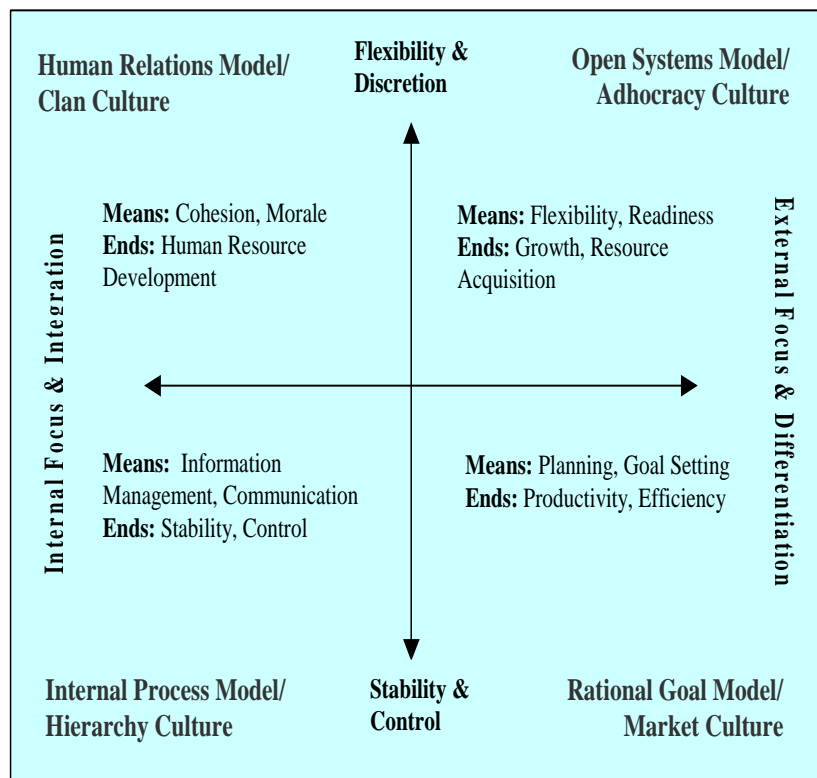 Human Relations Model/
Clan Culture
Flexibility &
Discretion
Open Systems Model/
Adhocracy Culture
Means: Cohesion, Morale
Ends: Human Resource
Development
Means: Flexibility, Readiness
Ends: Growth, Resource
Acquisition
Internal Focus & Integration
External Focus & Differentiation
Means: Information
Management, Communication
Ends: Stability, Control
Means: Planning, Goal Setting
Ends: Productivity, Efficiency
Internal Process Model/
Hierarchy Culture
Stability &
Control
Rational Goal Model/
Market Culture